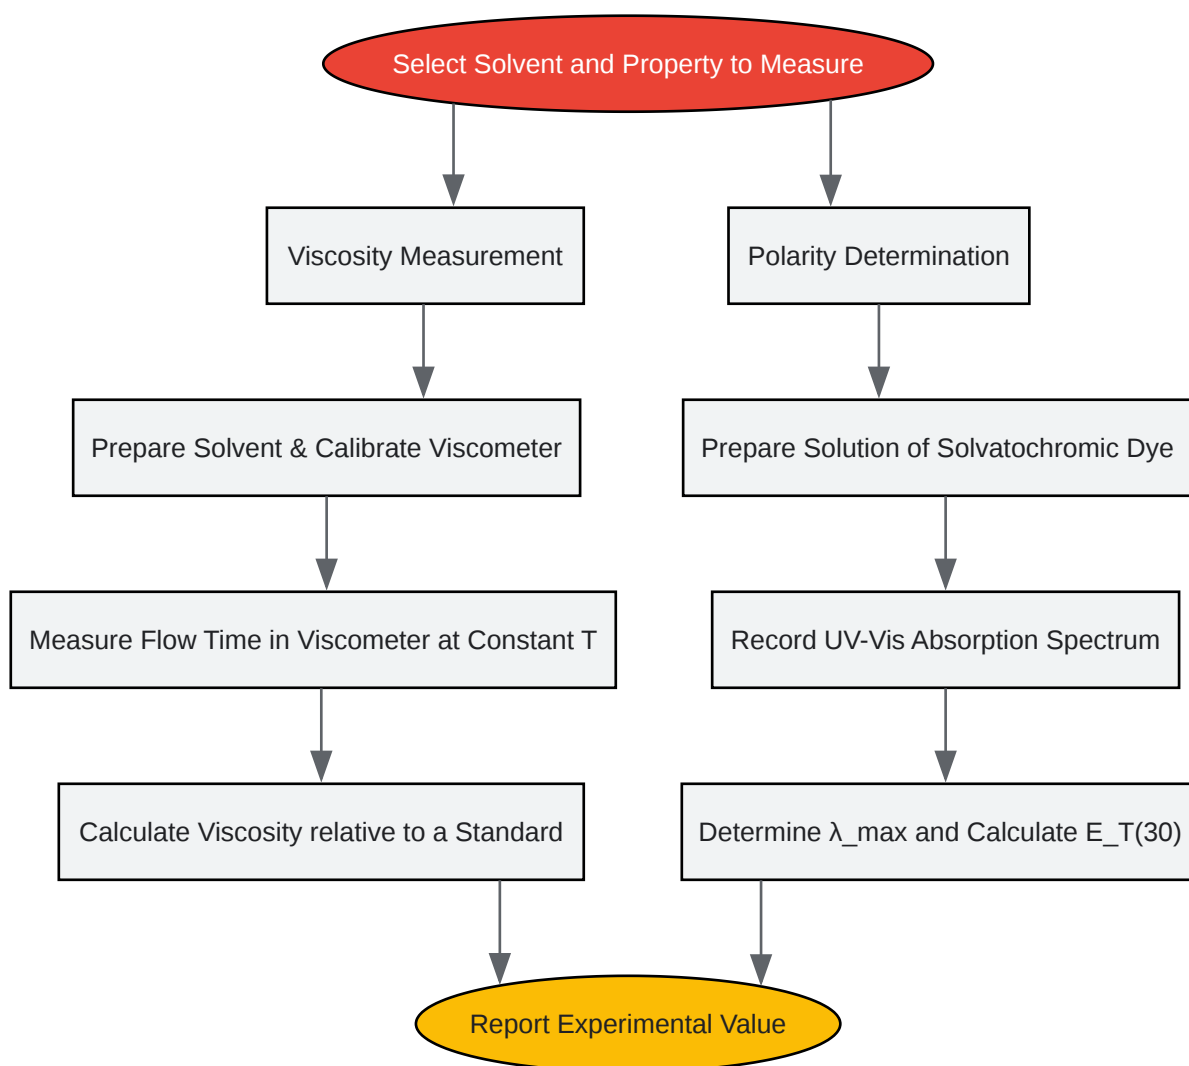 Select Solvent and Property to Measure
Viscosity Measurement
Polarity Determination
Prepare Solvent & Calibrate Viscometer
Prepare Solution of Solvatochromic Dye
Measure Flow Time in Viscometer at Constant T
Record UV-Vis Absorption Spectrum
Calculate Viscosity relative to a Standard
Determine λ_max and Calculate E_T(30)
Report Experimental Value